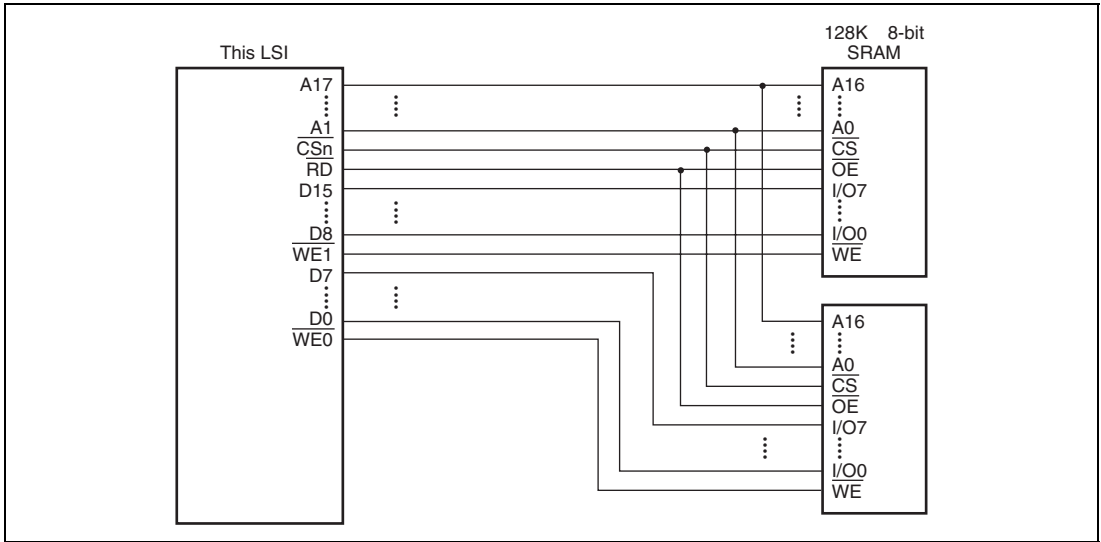 128K 8-bit
SRAM
This LSI
A17
A1
CSn
RD
D15
D8
WE1
D7
D0
WE0
A16
A0
CS
OE
I/O7
I/O0
WE
A16
A0
CS
OE
I/O7
I/O0
WE